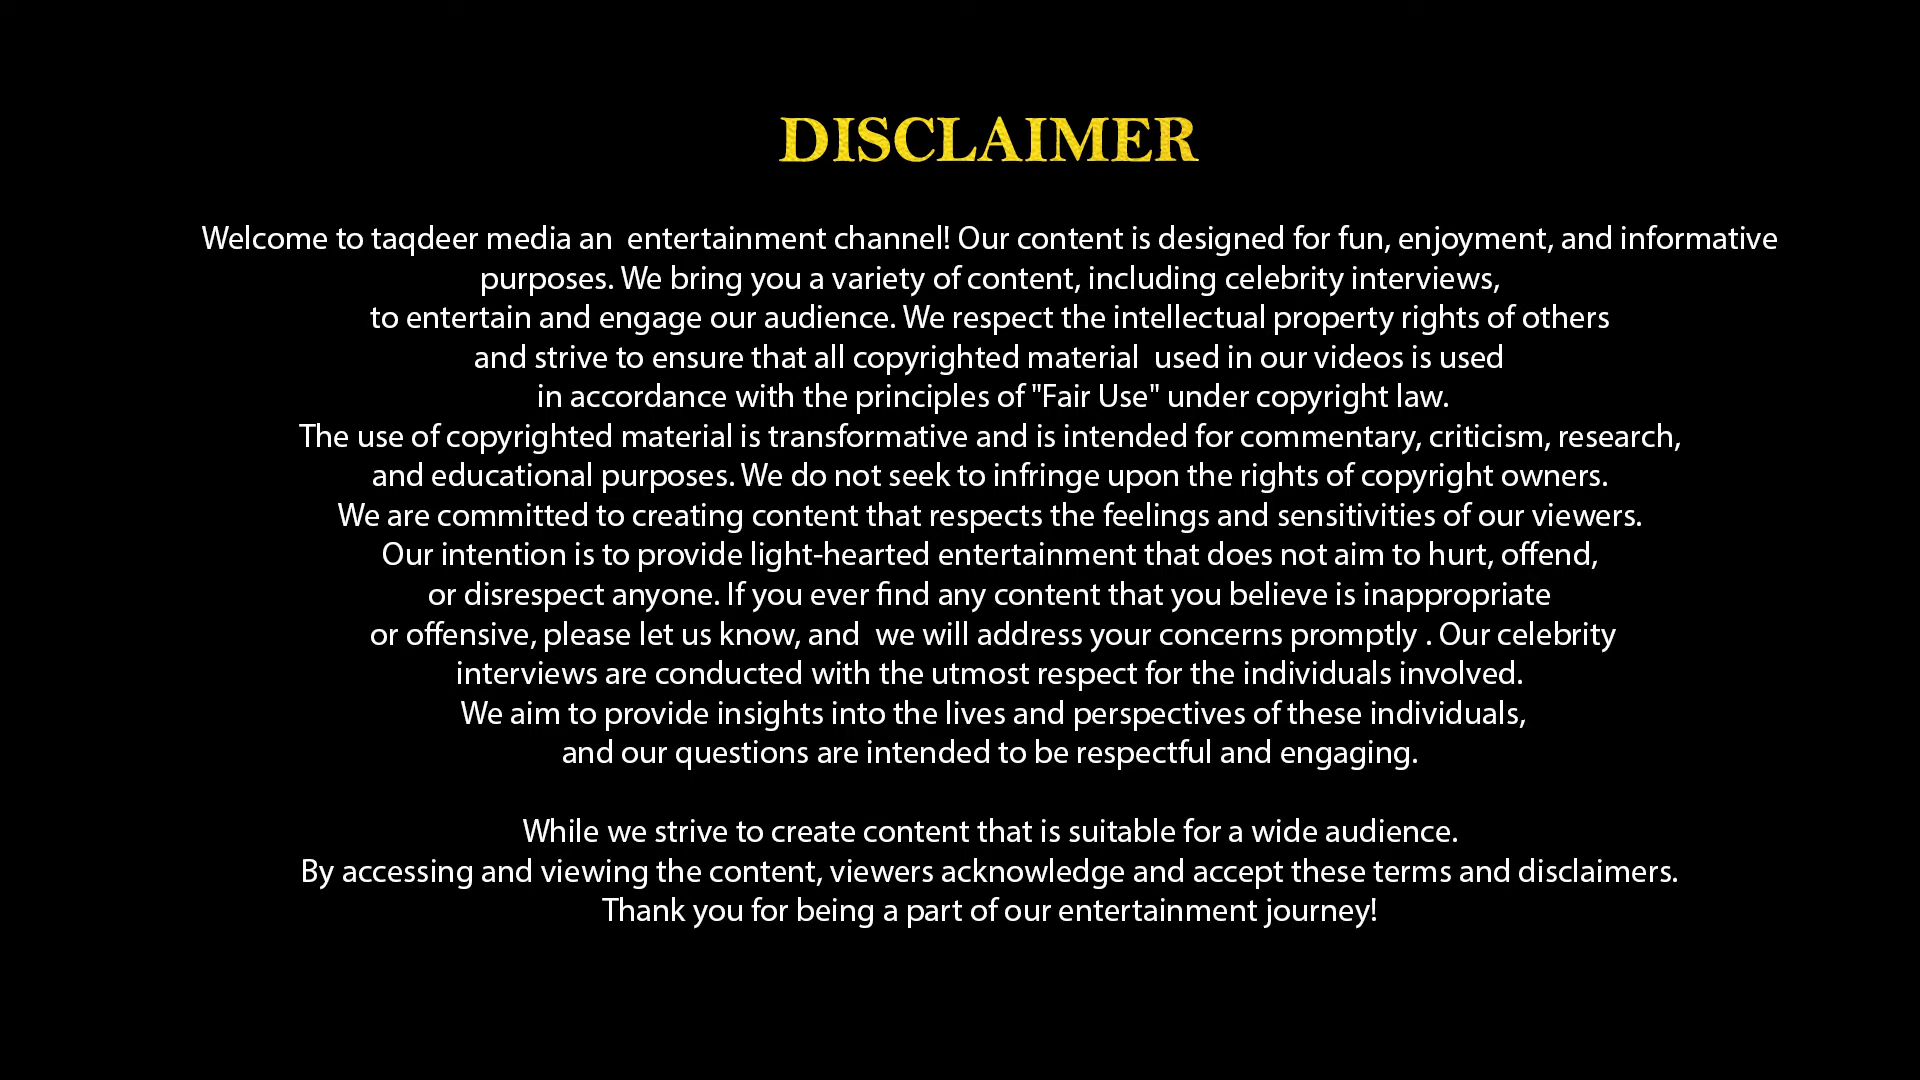 DISCLAIMER
Welcome to taqdeer media an  entertainment channel! Our content is designed for fun, enjoyment, and informative
purposes. We bring you a variety of content, including celebrity interviews,
to entertain and engage our audience. We respect the intellectual property rights of others
and strive to ensure that all copyrighted material  used in our videos is used
in accordance with the principles of "Fair Use" under copyright law.
The use of copyrighted material is transformative and is intended for commentary, criticism, research,
and educational purposes. We do not seek to infringe upon the rights of copyright owners.
We are committed to creating content that respects the feelings and sensitivities of our viewers.
Our intention is to provide light-hearted entertainment that does not aim to hurt, offend,
or disrespect anyone. If you ever find any content that you believe is inappropriate
or offensive, please let us know, and  we will address your concerns promptly . Our celebrity
interviews are conducted with the utmost respect for the individuals involved.
We aim to provide insights into the lives and perspectives of these individuals,
and our questions are intended to be respectful and engaging.
While we strive to create content that is suitable for a wide audience.
By accessing and viewing the content, viewers acknowledge and accept these terms and disclaimers.
Thank you for being a part of our entertainment journey!